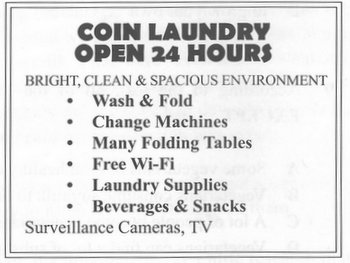 COIN LAUNDRY
OPEN 24 HOURS
BRIGHT, CLEAN & SPACIOUS ENVIRONMENT
• Wash & Fold
• Change Machines
• Many Folding Tables
• Free Wi-Fi
• Laundry Supplies
• Beverages & Snacks
Surveillance Cameras, TV